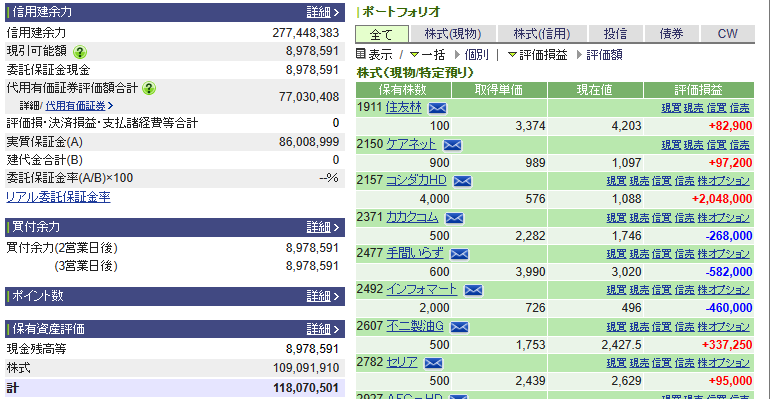 信用建余力 詳細
信用建余力 277,448,383
現引可能額 ? 8,978,591
委託保証金現金 8,978,591
代用有価証券評価額合計 ? 77,030,408
詳細/ 代用有価証券
評価損・決済損益・支払諸経費等合計 0
実質保証金(A) 86,008,999
建代金合計(B) 0
委託保証金率(A/B)×100 --%
リアル委託保証金率
買付余力 詳細
買付余力(2営業日後) 8,978,591
(3営業日後) 8,978,591
ポイント数 詳細
保有資産評価 詳細
現金残高等 8,978,591
株式 109,091,910
計 118,070,501
ポートフォリオ
全て 株式(現物) 株式(信用) 投信 債券 CW
表示 / 一括 個別 | 評価損益 評価額
株式(現物/特定預り)
保有株数 取得単価 現在値 評価損益
1911 住友林 現買 現売 信買 信売
100 3,374 4,203 +82,900
2150 ケアネット 現買 現売 信買 信売
900 989 1,097 +97,200
2157 コシダカHD 現買 現売 信買 信売 株オプション
4,000 576 1,088 +2,048,000
2371 カカクコム 現買 現売 信買 信売 株オプション
500 2,282 1,746 -268,000
2477 手間いらず 現買 現売 信買 信売 株オプション
600 3,990 3,020 -582,000
2492 インフォマート 現買 現売 信買 信売 株オプション
2,000 726 496 -460,000
2607 不二製油G 現買 現売 信買 信売 株オプション
500 1,753 2,427.5 +337,250
2782 セリア 現買 現売 信買 信売 株オプション
500 2,439 2,629 +95,000